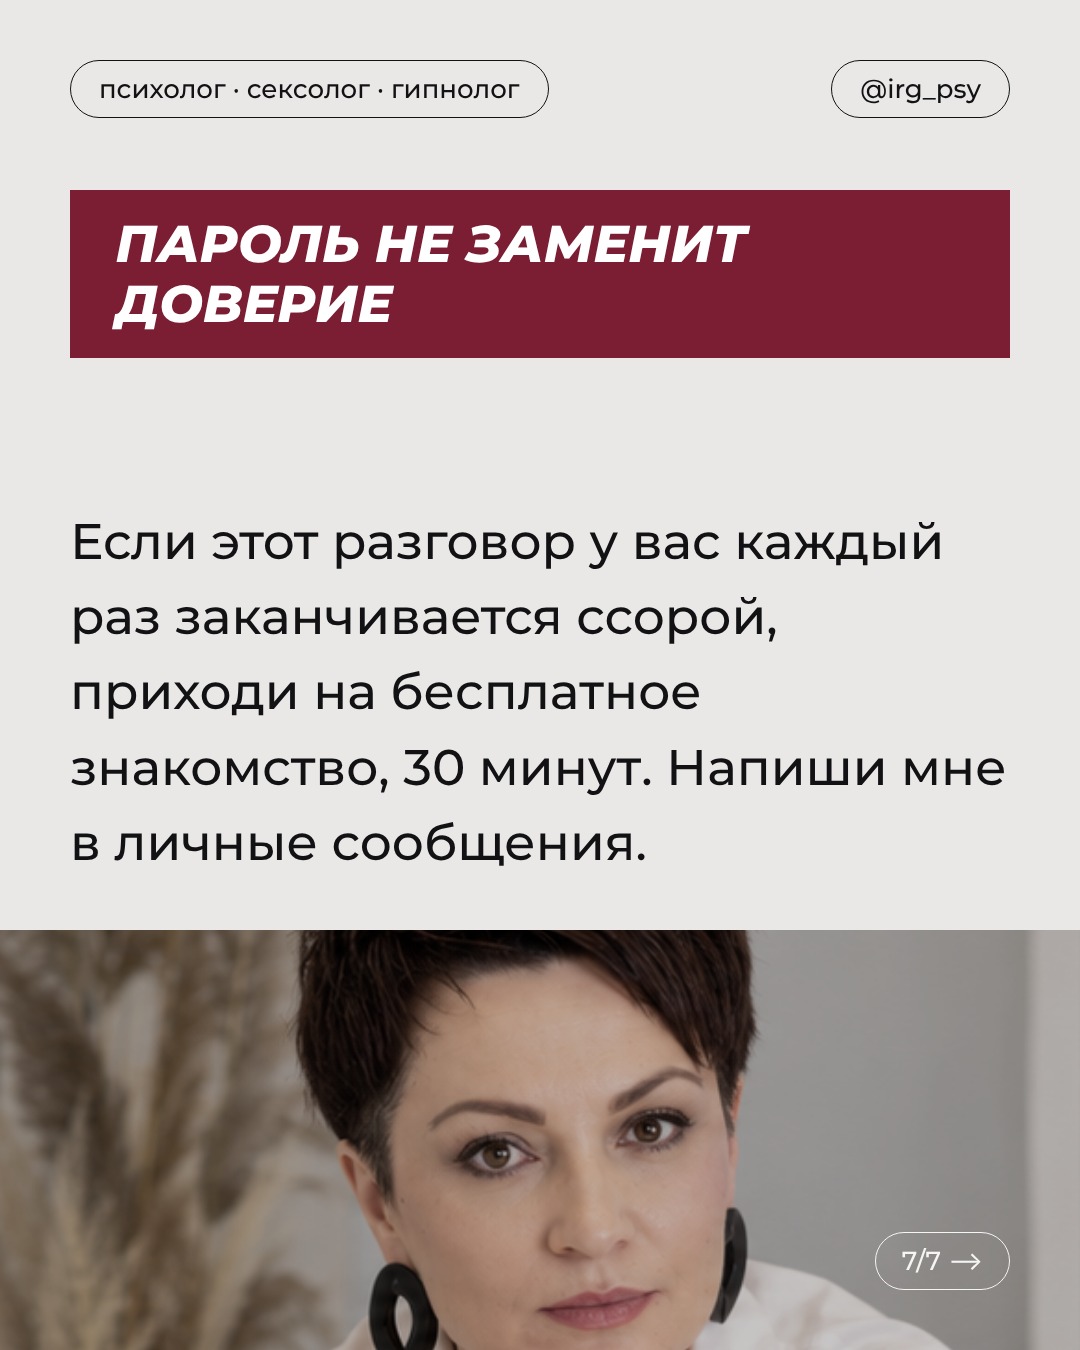 психолог · сексолог · гипнолог
@irg_psy
ПАРОЛЬ НЕ ЗАМЕНИТ
ДОВЕРИЕ
Если этот разговор у вас каждый
раз заканчивается ссорой,
приходи на бесплатное
знакомство, 30 минут. Напиши мне
в личные сообщения.
7/7 →